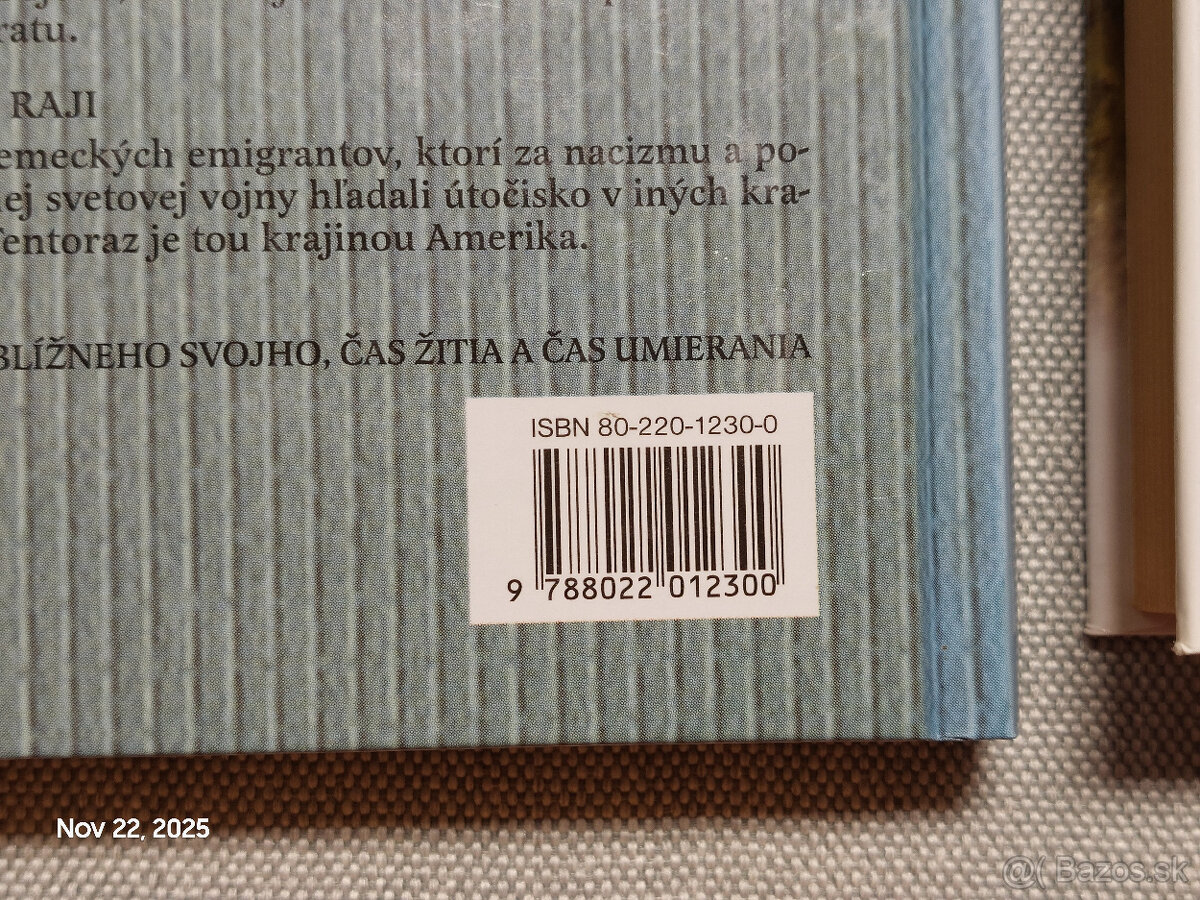 ratu.
RAJI
emeckých emigrantov, ktorí za nacizmu a po-
ej svetovej vojny hľadali útočisko v iných kra-
Tentoraz je tou krajinou Amerika.
BLÍŽNEHO SVOJHO, ČAS ŽITIA A ČAS UMIERANIA
ISBN 80-220-1230-0
9 788022 012300
Nov 22, 2025
@( Bazos.sk